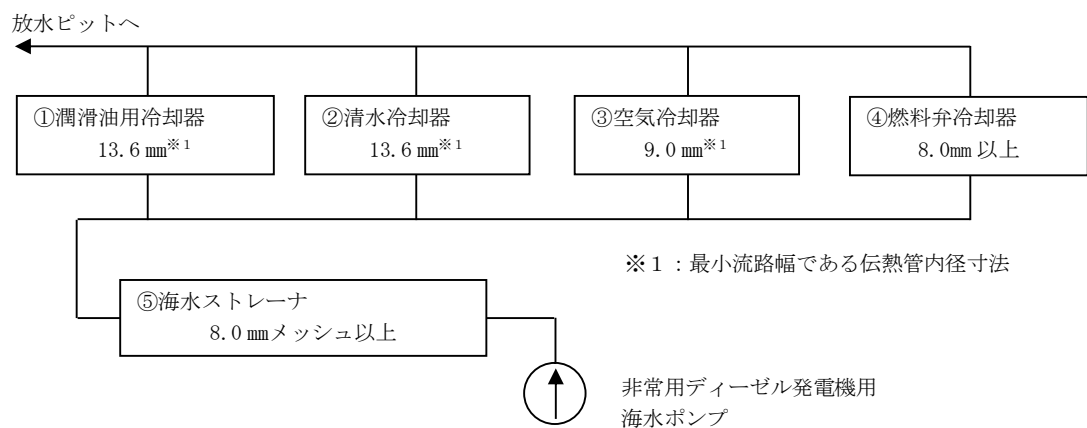 放水ピットへ
①潤滑油用冷却器
13.6 ㎜※1
②清水冷却器
13.6 ㎜※1
③空気冷却器
9.0 ㎜※1
④燃料弁冷却器
8.0mm 以上
※1：最小流路幅である伝熱管内径寸法
⑤海水ストレーナ
8.0 ㎜メッシュ以上
非常用ディーゼル発電機用
海水ポンプ